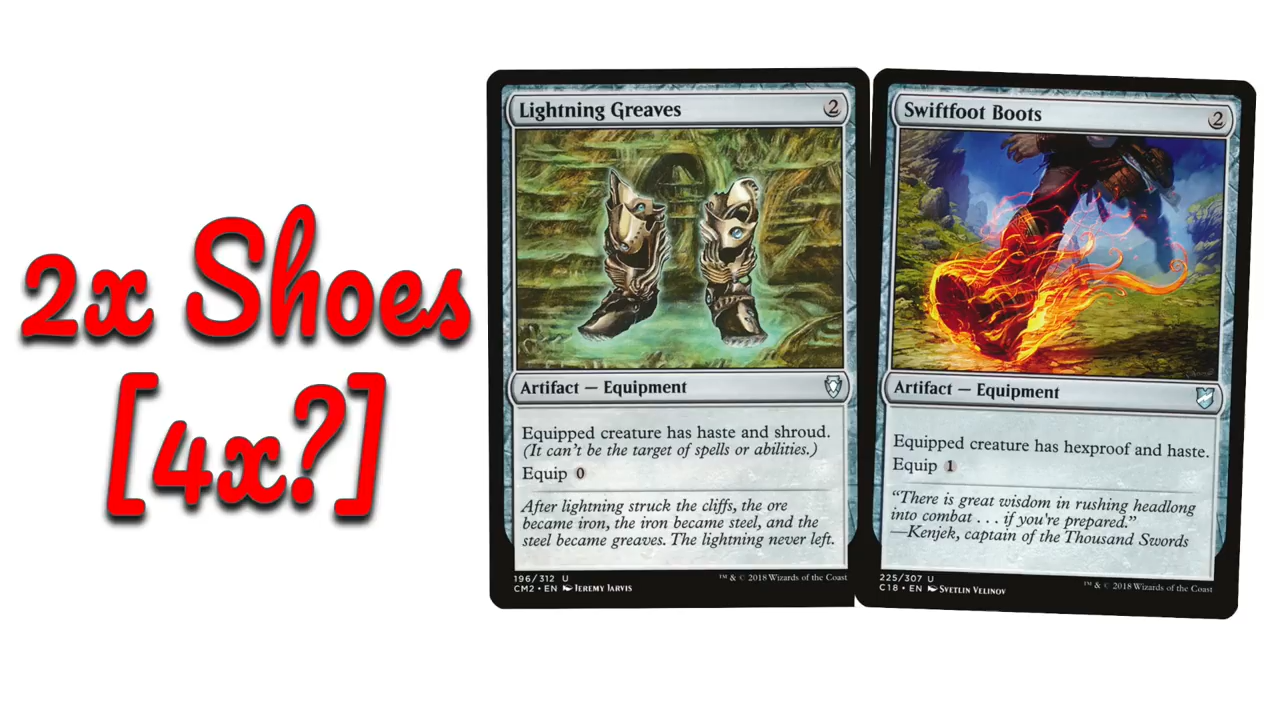 2x Shoes
[4x?]
Lightning Greaves 2
Artifact — Equipment
Equipped creature has haste and shroud.
(It can't be the target of spells or abilities.)
Equip 0
After lightning struck the cliffs, the ore
became iron, the iron became steel, and the
steel became greaves. The lightning never left.
196/312 U
CM2 • EN JEREMY JARVIS
™ & © 2018 Wizards of the Coast
Swiftfoot Boots 2
Artifact — Equipment
Equipped creature has hexproof and haste.
Equip 1
"There is great wisdom in rushing headlong
into combat . . . if you're prepared."
—Kenjek, captain of the Thousand Swords
225/307 U
C18 • EN SVETLIN VELINOV
™ & © 2018 Wizards of the Coast